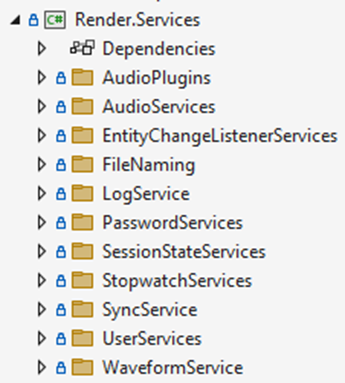 C# Render.Services
Dependencies
AudioPlugins
AudioServices
EntityChangeListenerServices
FileNaming
LogService
PasswordServices
SessionStateServices
StopwatchServices
SyncService
UserServices
WaveformService